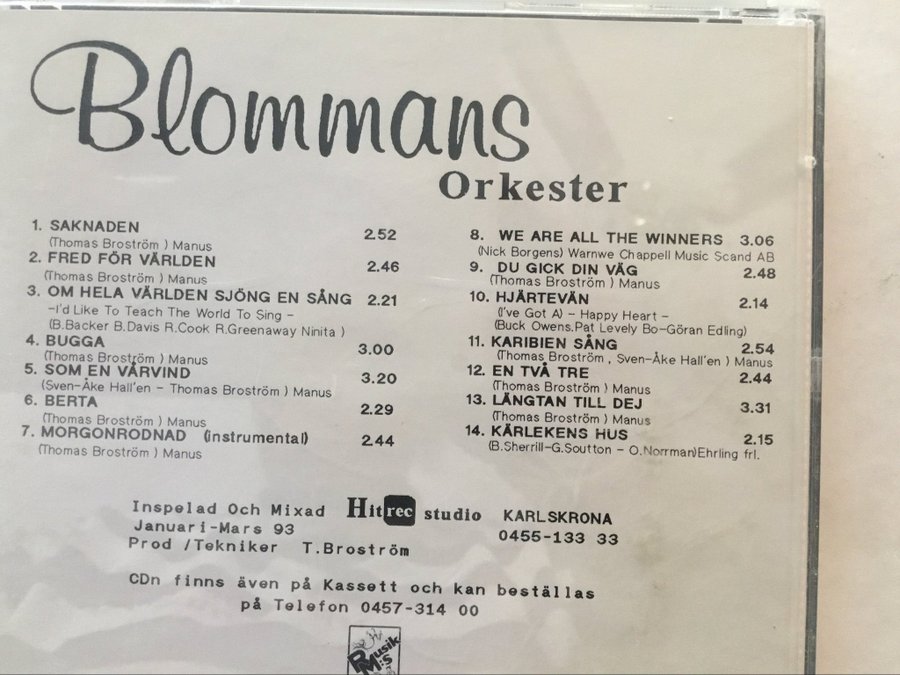 Blommans
Orkester
1. SAKNADEN 2.52
(Thomas Broström ) Manus
2. FRED FÖR VÄRLDEN 2.46
(Thomas Broström ) Manus
3. OM HELA VÄRLDEN SJÖNG EN SÅNG 2.21
-I'd Like To Teach The World To Sing -
(B.Backer B.Davis R.Cook R.Greenaway Ninita )
4. BUGGA 3.00
(Thomas Broström ) Manus
5. SOM EN VÅRVIND 3.20
(Sven-Åke Hall'en - Thomas Broström ) Manus
6. BERTA 2.29
(Thomas Broström ) Manus
7. MORGONRODNAD (instrumental) 2.44
(Thomas Broström ) Manus
8. WE ARE ALL THE WINNERS 3.06
(Nick Borgens) Warnwe Chappell Music Scand AB
9. DU GICK DIN VÄG 2.48
(Thomas Broström ) Manus
10. HJÄRTEVÄN 2.14
(I've Got A) - Happy Heart -
(Buck Owens.Pat Levely Bo-Göran Edling)
11. KARIBIEN SÅNG 2.54
(Thomas Broström , Sven-Åke Hall'en ) Manus
12. EN TVÅ TRE 2.44
(Thomas Broström ) Manus
13. LÄNGTAN TILL DEJ 3.31
(Thomas Broström ) Manus
14. KÄRLEKENS HUS 2.15
(B.Sherrill-G.Soutton - O.Norrman)Ehrling frl.
Inspelad Och Mixad Hitrec studio KARLSKRONA
Januari-Mars 93 0455-133 33
Prod /Tekniker T.Broström
CDn finns även på Kassett och kan beställas
på Telefon 0457-314 00
Musik